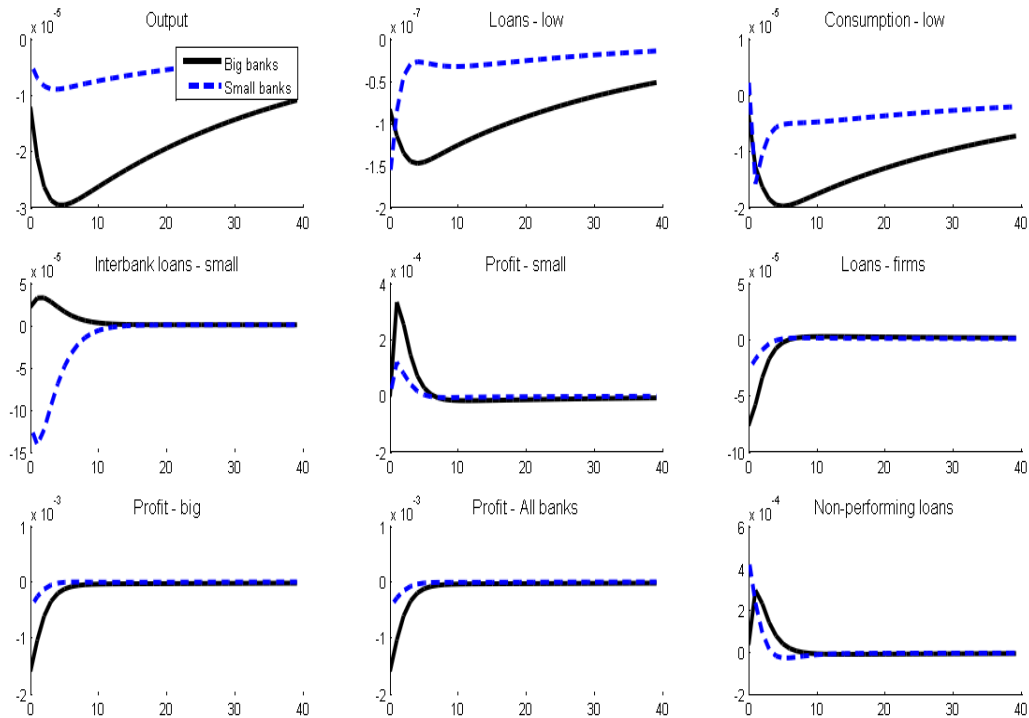 Output
x 10⁻⁵
0
-1
-2
-3
0 10 20 30 40
Big banks
Small banks
Loans - low
x 10⁻⁷
0
-0.5
-1
-1.5
-2
0 10 20 30 40
Consumption - low
x 10⁻⁵
1
0
-1
-2
0 10 20 30 40
Interbank loans - small
x 10⁻⁵
5
0
-5
-10
-15
0 10 20 30 40
Profit - small
x 10⁻⁴
4
2
0
-2
0 10 20 30 40
Loans - firms
x 10⁻⁵
5
0
-5
-10
0 10 20 30 40
Profit - big
x 10⁻³
1
0
-1
-2
0 10 20 30 40
Profit - All banks
x 10⁻³
1
0
-1
-2
0 10 20 30 40
Non-performing loans
x 10⁻⁴
6
4
2
0
-2
0 10 20 30 40